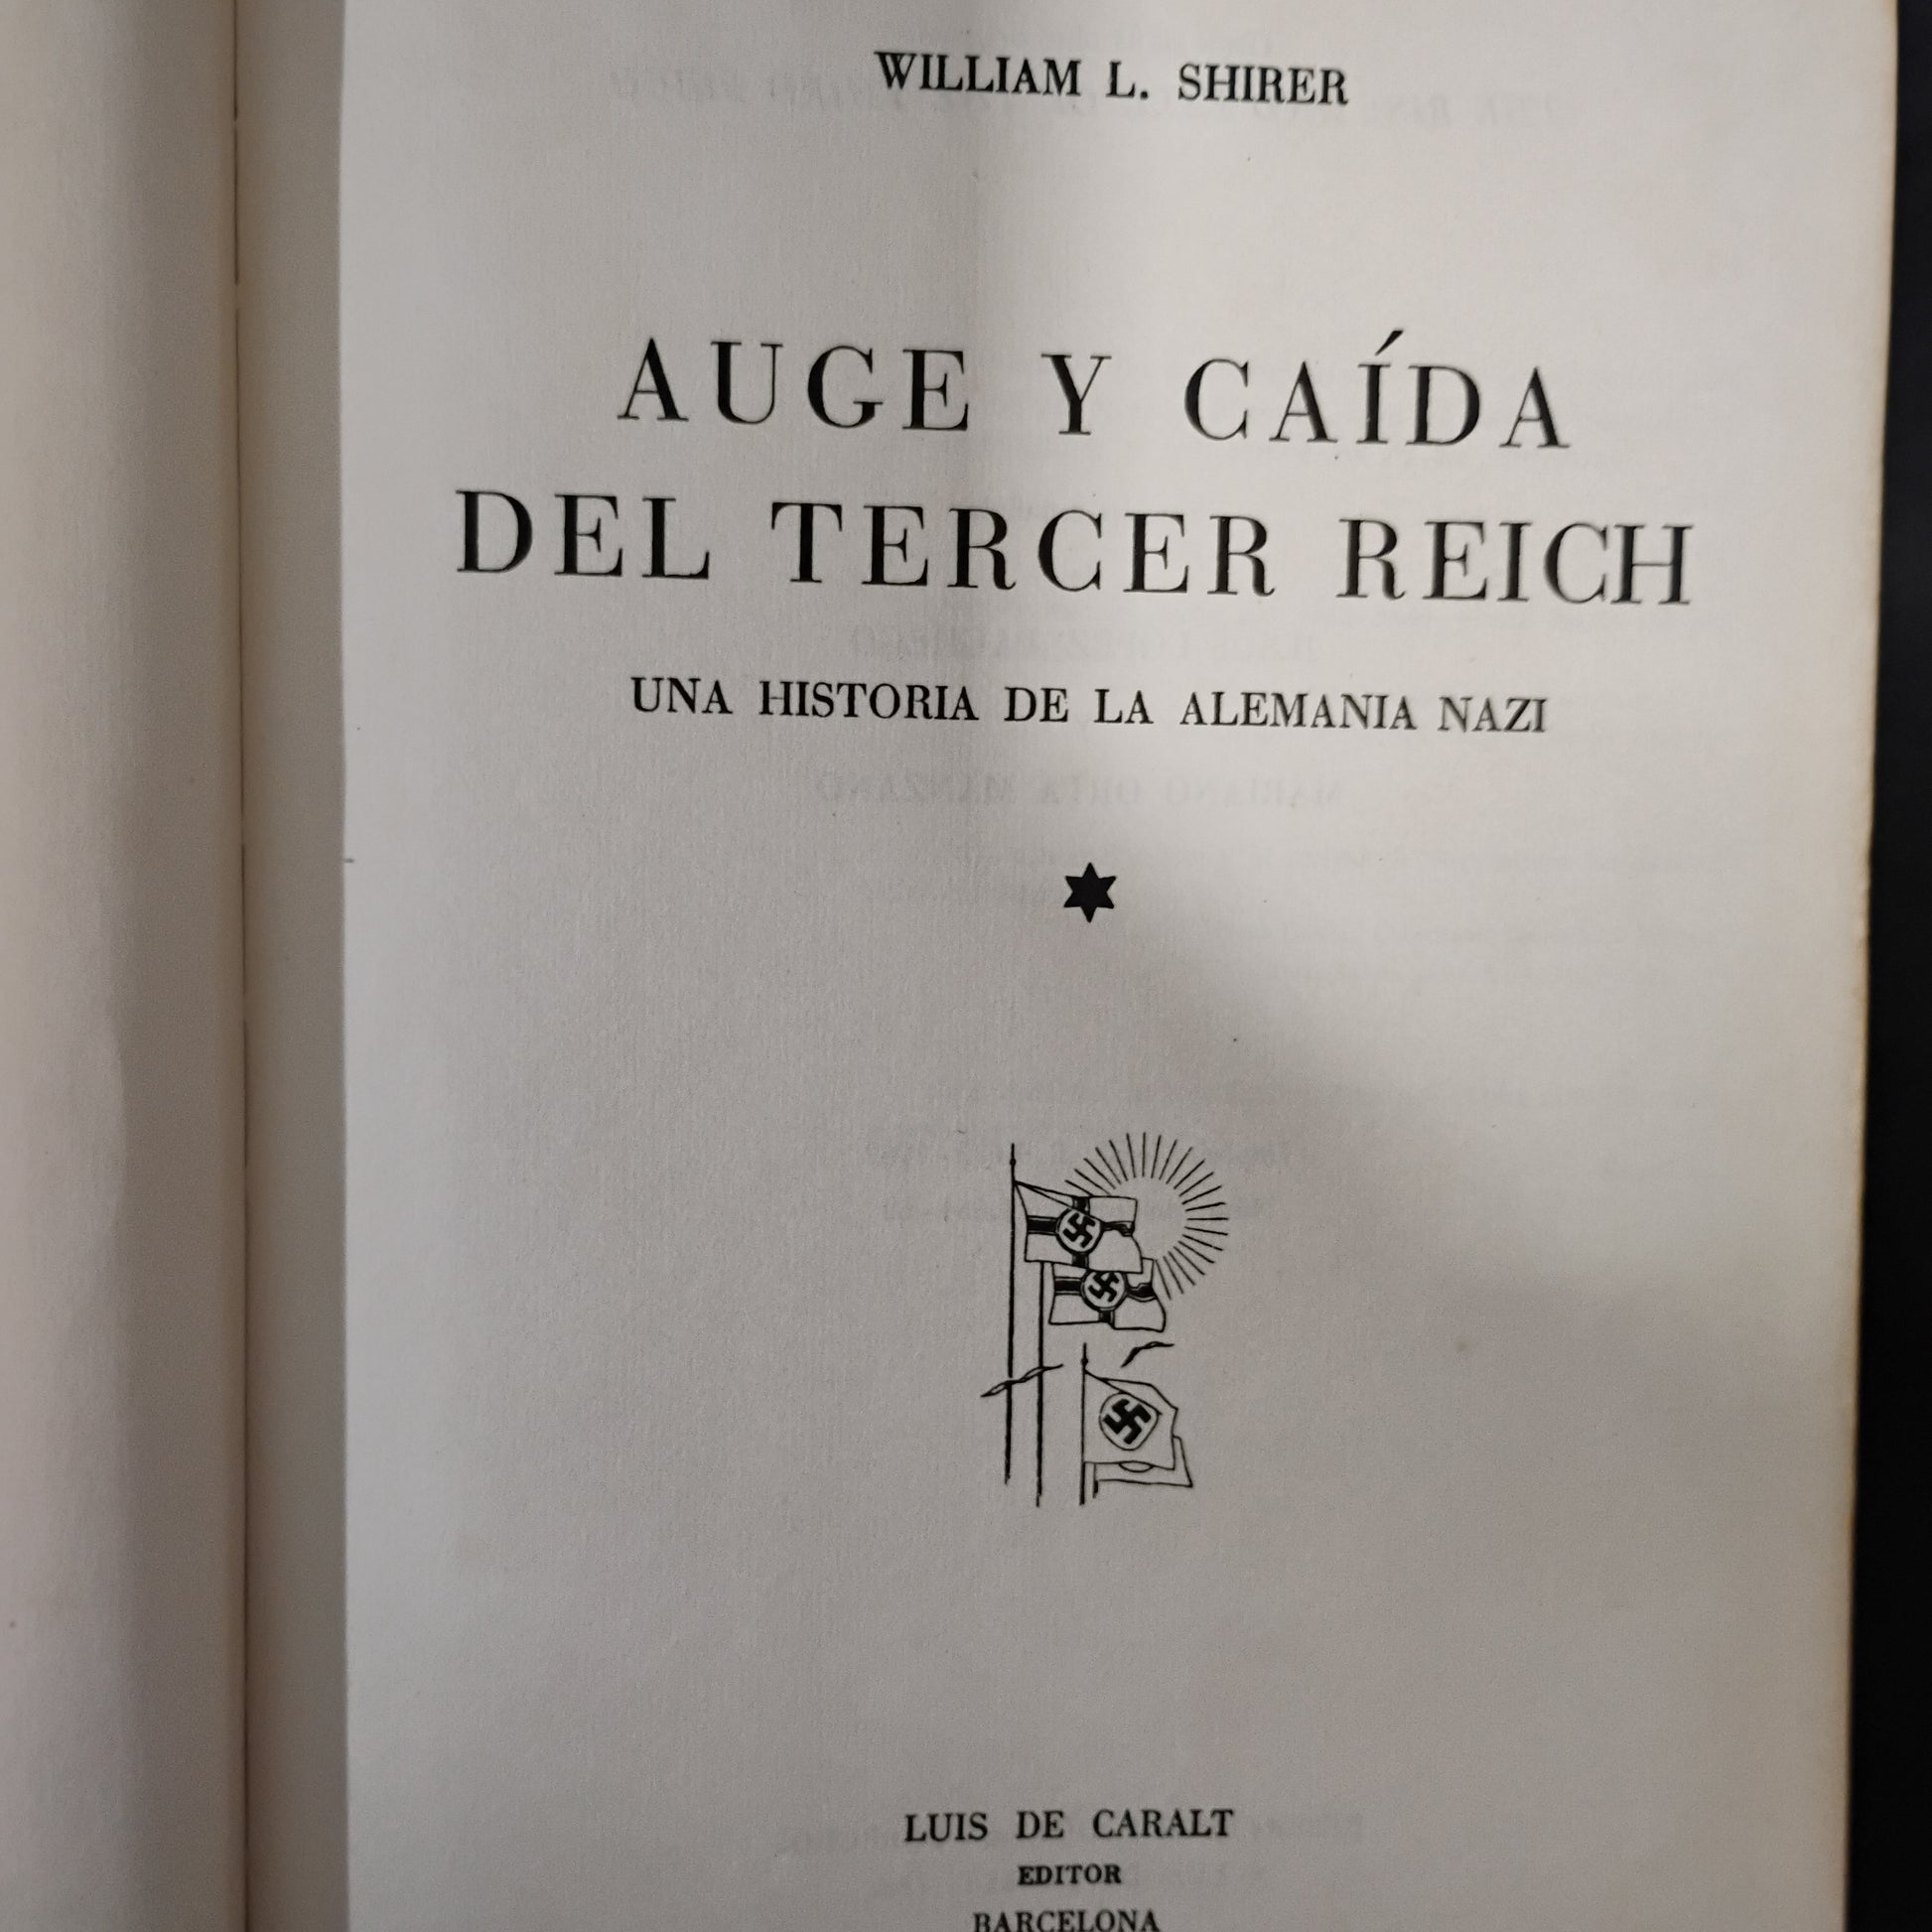 WILLIAM L. SHIRER
AUGE Y CAÍDA
DEL TERCER REICH
UNA HISTORIA DE LA ALEMANIA NAZI
LUIS DE CARALT
EDITOR
BARCELONA